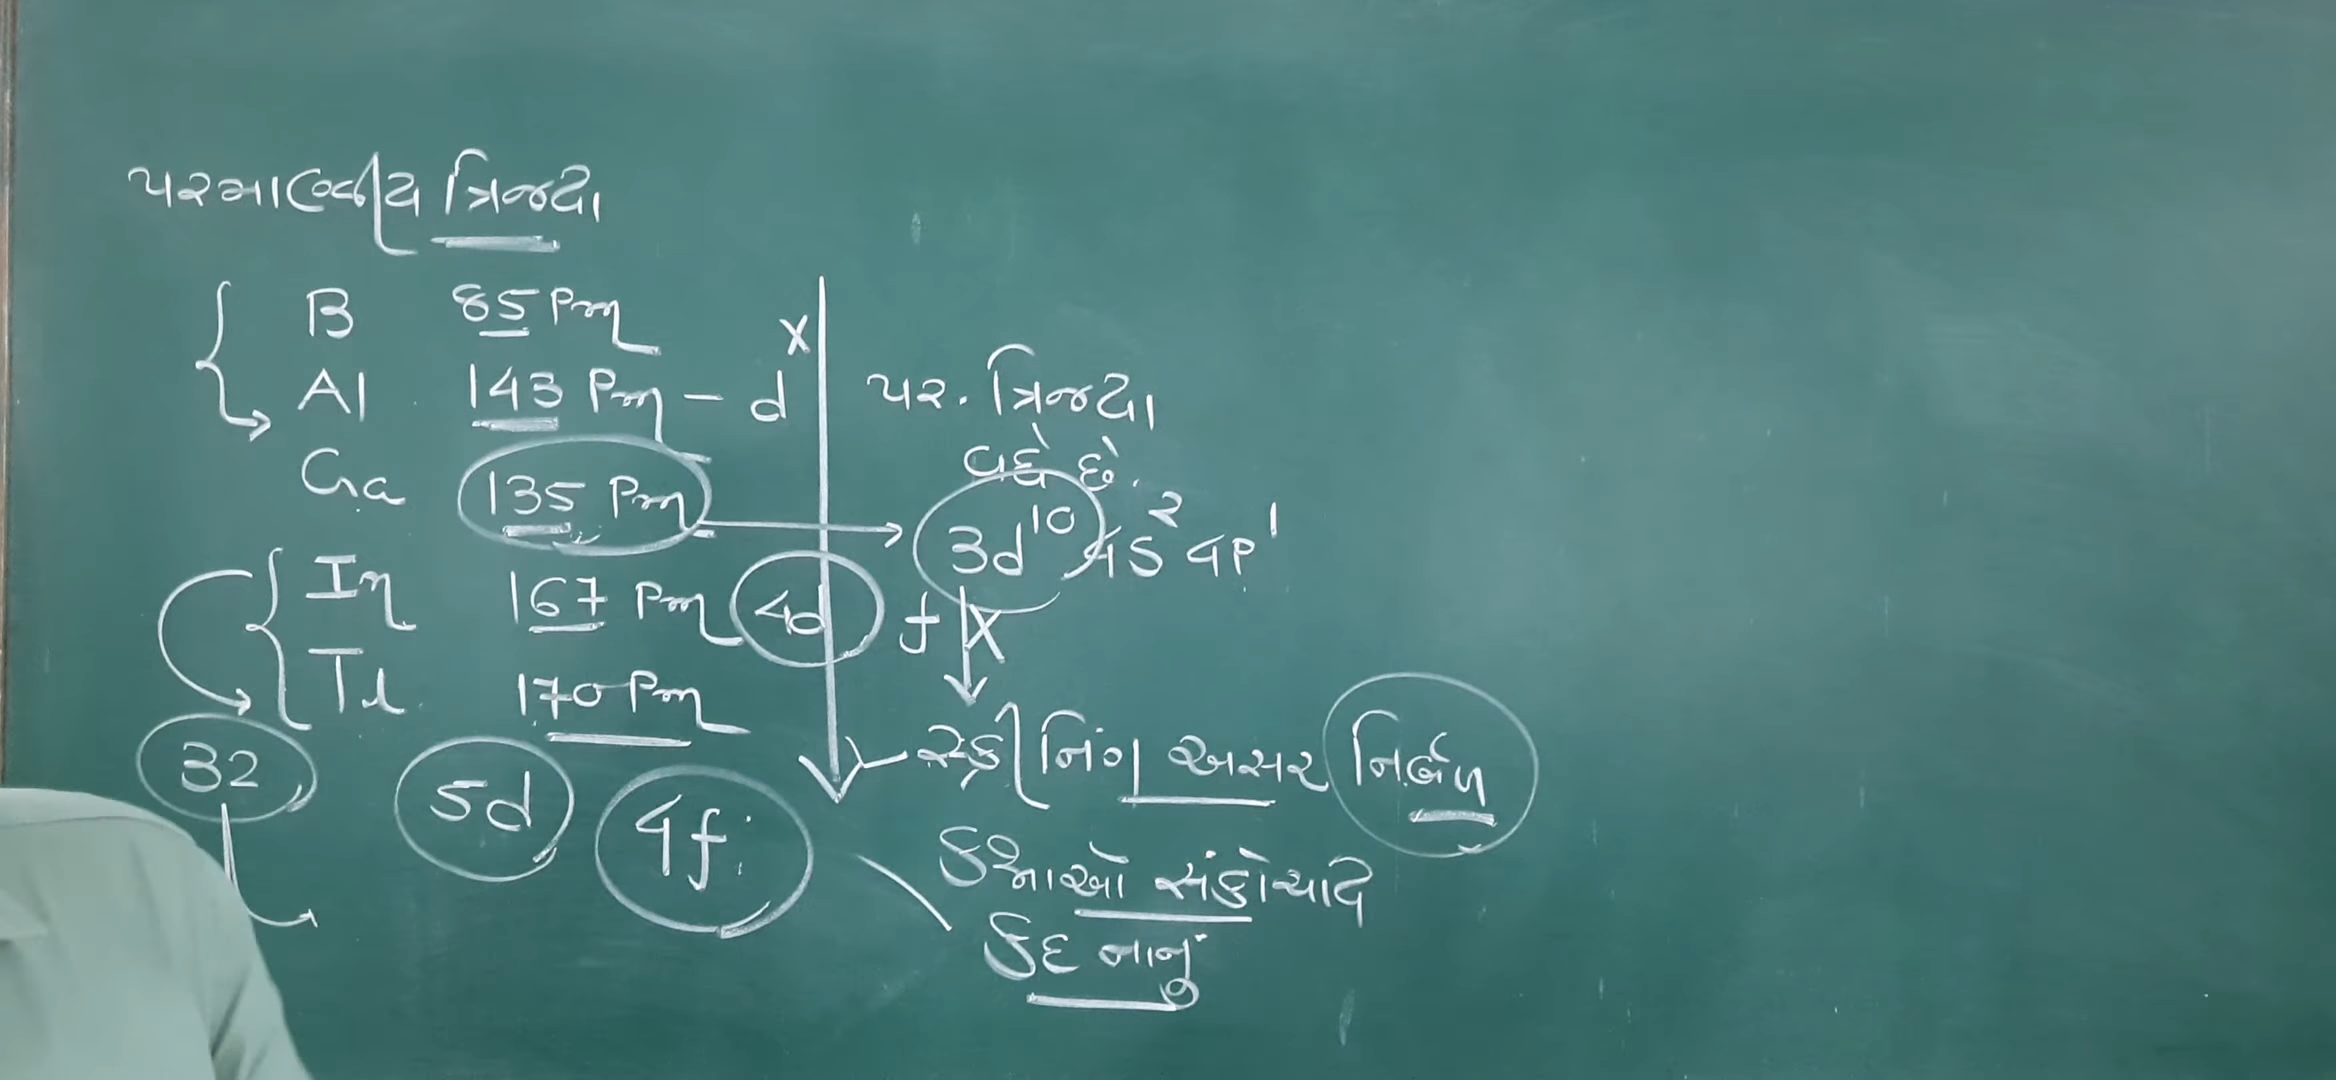 પરમાણ્વીય ત્રિજ્યા
B 85 Pm
Al 143 Pm - d x
Ga 135 Pm
In 167 Pm 4d f x
Tl 170 Pm
32 5d 4f
પર. ત્રિજ્યા
વધે છે.
3d¹⁰ 4s² 4p¹
સ્ક્રીનિંગ અસર નિર્બળ
કક્ષાઓ સંકોચાય
કદ નાનું